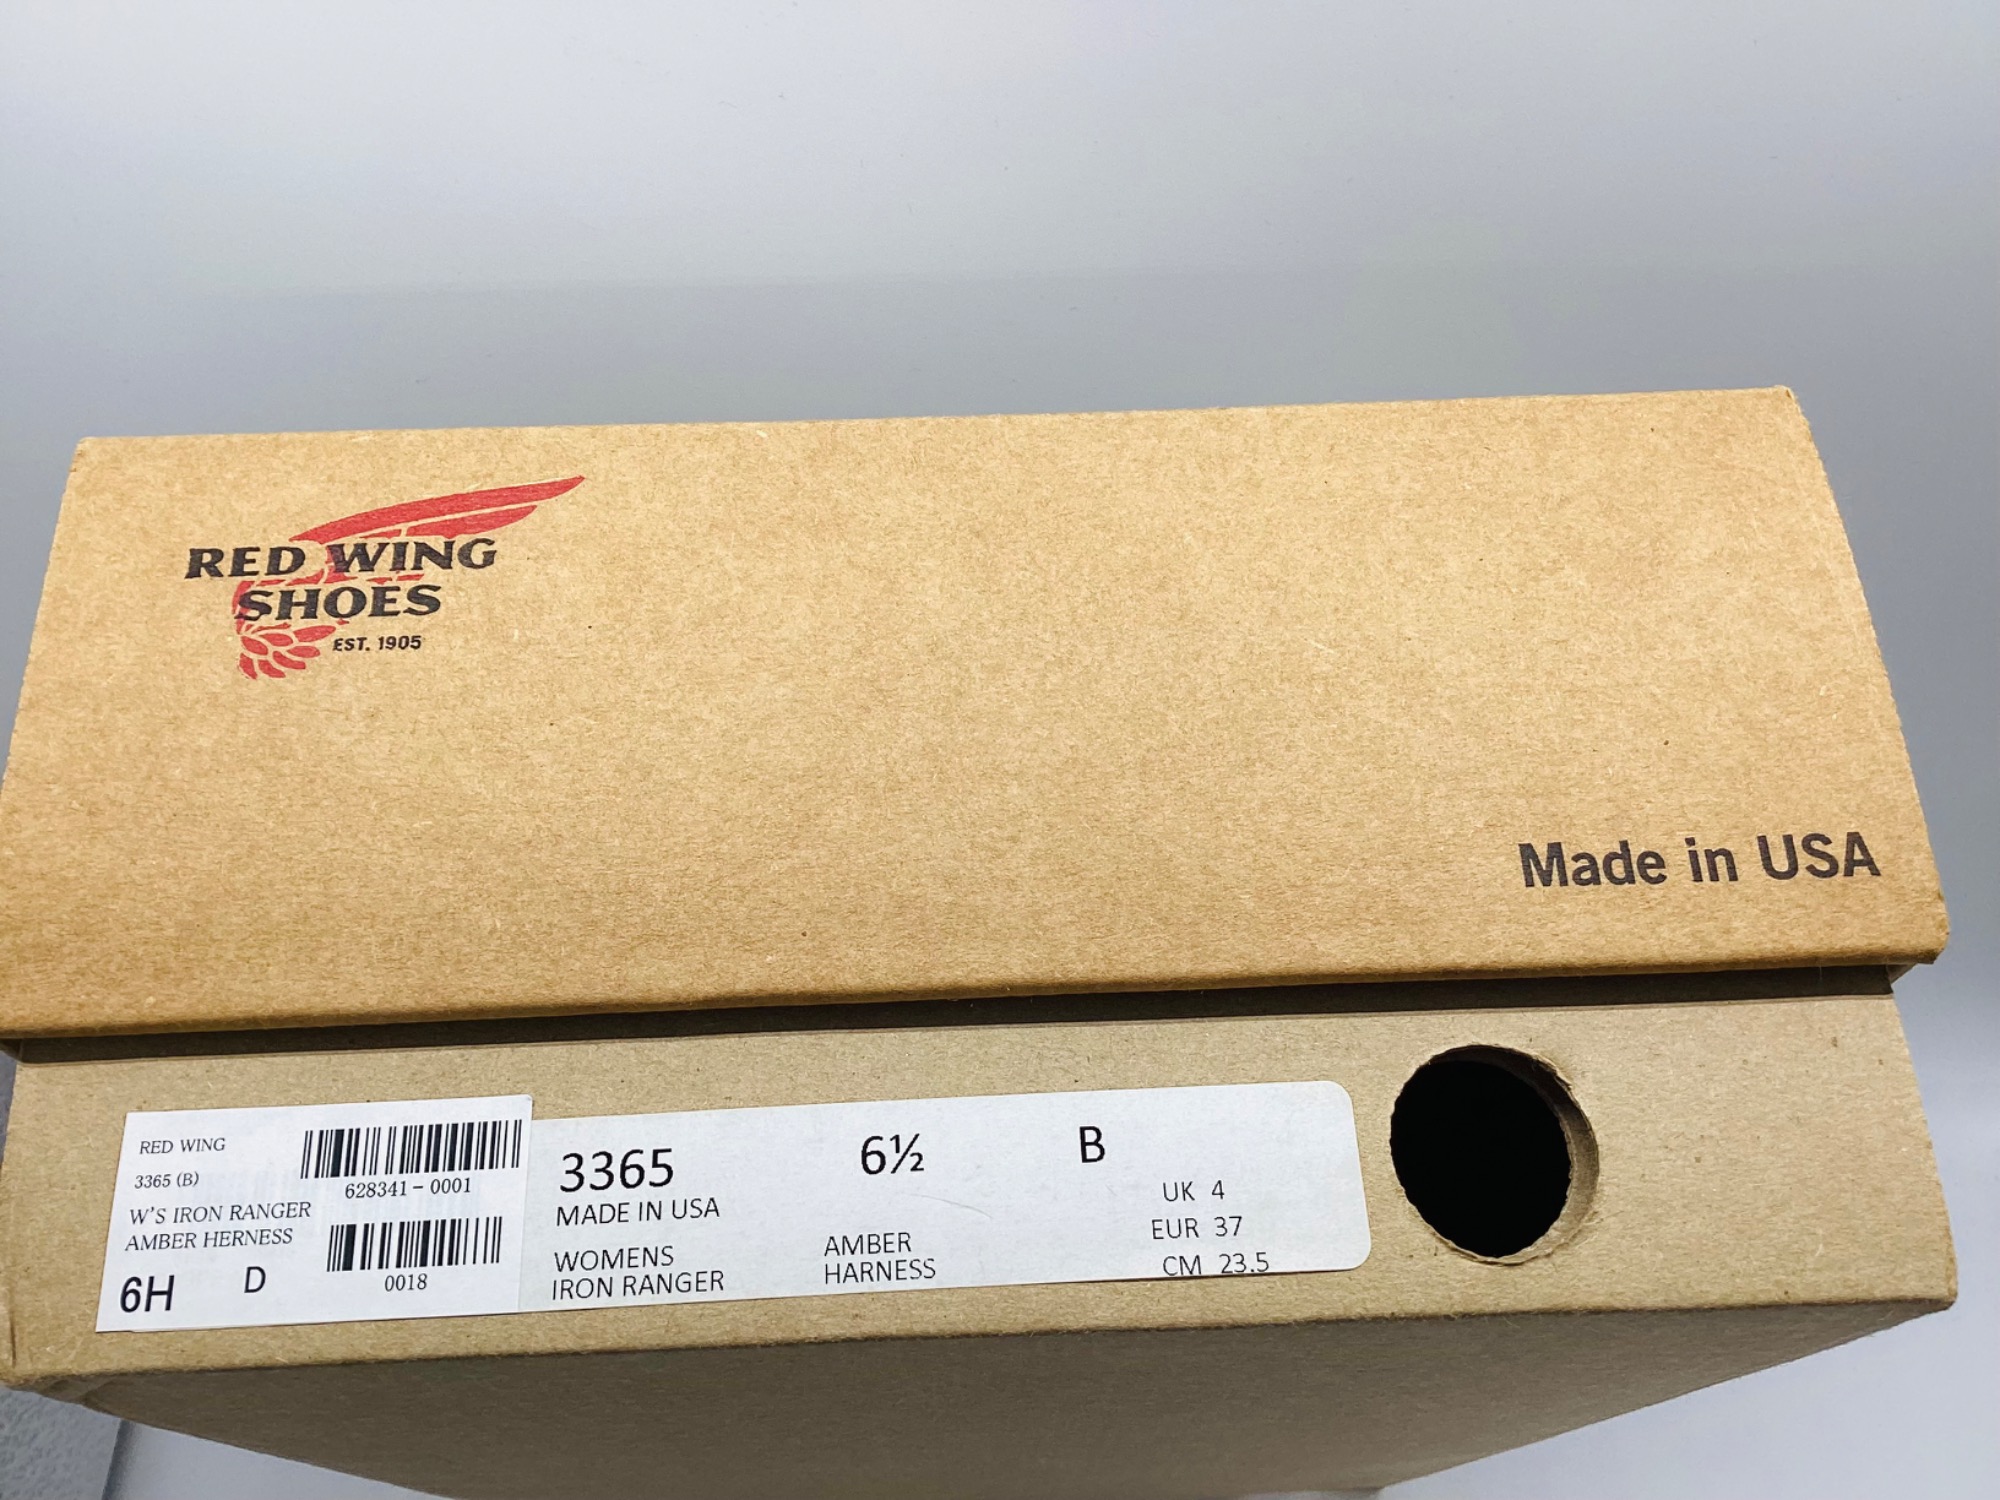 RED WING
SHOES
EST. 1905
Made in USA
RED WING
3365 (B)
628341-0001
W'S IRON RANGER
AMBER HERNESS
6H D
0018
3365 6½ B
MADE IN USA
UK 4
EUR 37
CM 23.5
WOMENS
IRON RANGER
AMBER
HARNESS